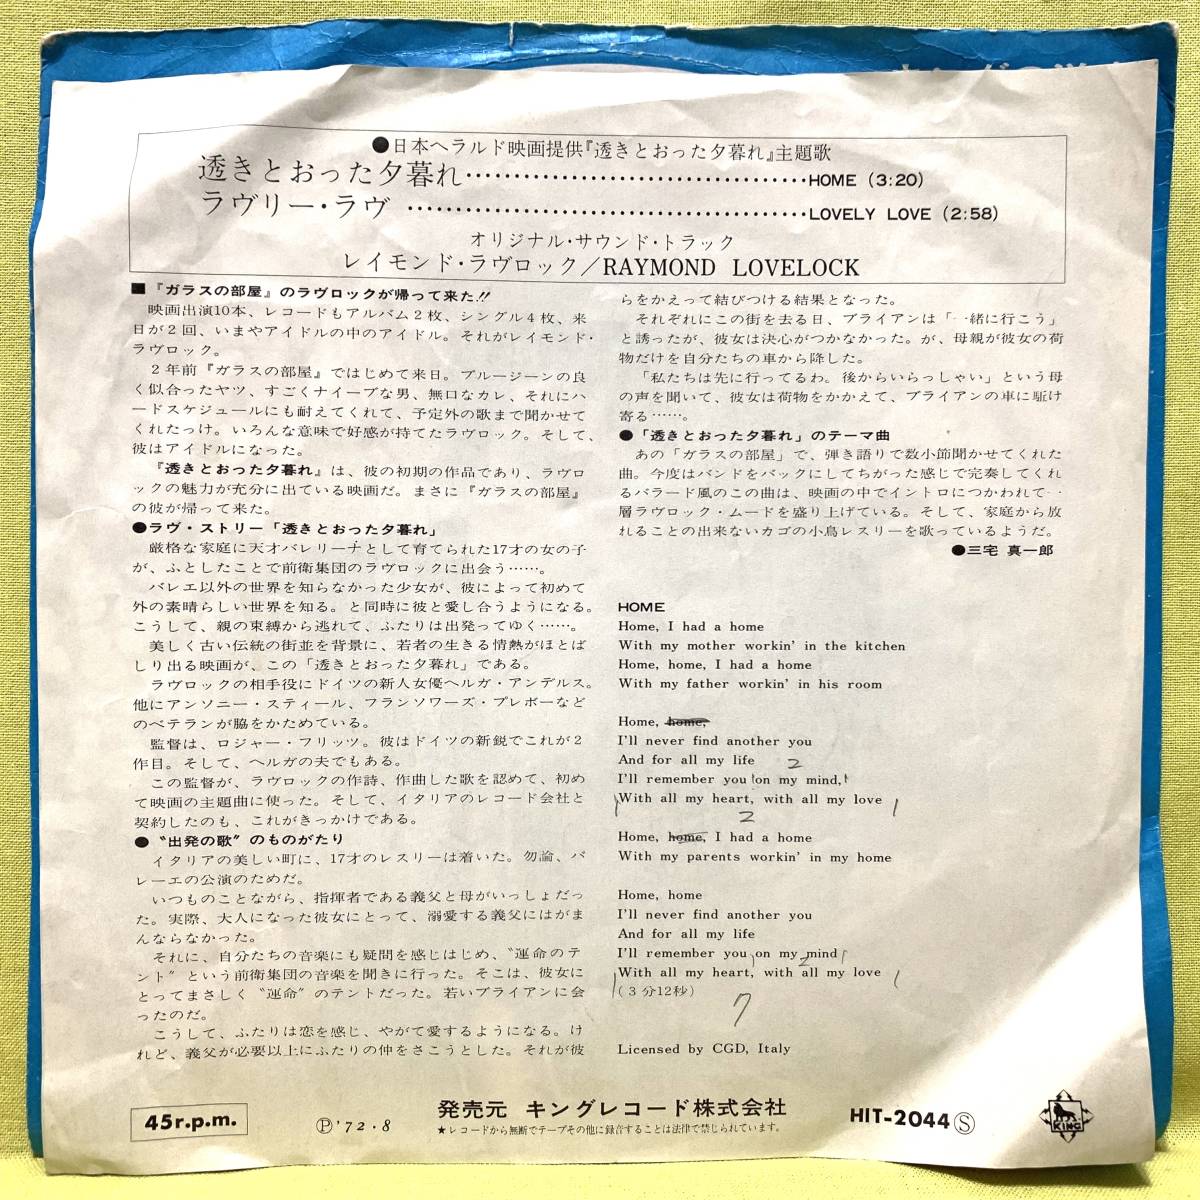 ●日本ヘラルド映画提供『透きとおった夕暮れ』主題歌
透きとおった夕暮れ……………………………………HOME (3:20)
ラヴリー・ラヴ ……………………………………………LOVELY LOVE (2:58)
オリジナル・サウンド・トラック
レイモンド・ラヴロック／RAYMOND LOVELOCK
■『ガラスの部屋』のラヴロックが帰って来た!!
映画出演10本、レコードもアルバム2枚、シングル4枚、来
日が2回、いまやアイドルの中のアイドル。それがレイモンド・
ラヴロック。
2年前『ガラスの部屋』ではじめて来日。ブルージーンの良
く似合ったヤツ、すごくナイーブな男、無口なカレ、それにハ
ードスケジュールにも耐えてくれて、予定外の歌まで聞かせて
くれたっけ。いろんな意味で好感が持てたラヴロック。そして、
彼はアイドルになった。
『透きとおった夕暮れ』は、彼の初期の作品であり、ラヴロ
ックの魅力が充分に出ている映画だ。まさに『ガラスの部屋』
の彼が帰って来た。
●ラヴ・ストリー「透きとおった夕暮れ」
厳格な家庭に天才バレリーナとして育てられた17才の女の子
が、ふとしたことで前衛集団のラヴロックに出会う……。
バレエ以外の世界を知らなかった少女が、彼によって初めて
外の素晴らしい世界を知る。と同時に彼と愛し合うようになる。
こうして、親の束縛から逃れて、ふたりは出発ってゆく……。
美しく古い伝統の街並を背景に、若者の生きる情熱がほとば
しり出る映画が、この「透きとおった夕暮れ」である。
ラヴロックの相手役にドイツの新人女優ヘルガ・アンデルス。
他にアンソニー・スティール、フランソワーズ・プレボーなど
のベテランが脇をかためている。
監督は、ロジャー・フリッツ。彼はドイツの新鋭でこれが2
作目。そして、ヘルガの夫でもある。
この監督が、ラヴロックの作詩、作曲した歌を認めて、初め
て映画の主題曲に使った。そして、イタリアのレコード会社と
契約したのも、これがきっかけである。
●“出発の歌”のものがたり
イタリアの美しい町に、17才のレスリーは着いた。勿論、バ
レーエの公演のためだ。
いつものことながら、指揮者である義父と母がいっしょだっ
た。実際、大人になった彼女にとって、溺愛する義父にはがま
んならなかった。
それに、自分たちの音楽にも疑問を感じはじめ、“運命のテ
ント”という前衛集団の音楽を聞きに行った。そこは、彼女に
とってまさしく“運命”のテントだった。若いブライアンに会
ったのだ。
こうして、ふたりは恋を感じ、やがて愛するようになる。け
れど、義父が必要以上にふたりの仲をさこうとした。それが彼
らをかえって結びつける結果となった。
それぞれにこの街を去る日、ブライアンは「一緒に行こう」
と誘ったが、彼女は決心がつかなかった。が、母親が彼女の荷
物だけを自分たちの車から降した。
「私たちは先に行ってるわ。後からいらっしゃい」という母
の声を聞いて、彼女は荷物をかかえて、ブライアンの車に駈け
寄る……。
●「透きとおった夕暮れ」のテーマ曲
あの「ガラスの部屋」で、弾き語りで数小節聞かせてくれた
曲。今度はバンドをバックにしてちがった感じで完奏してくれ
るバラード風のこの曲は、映画の中でイントロにつかわれて一
層ラヴロック・ムードを盛り上げている。そして、家庭から放
れることの出来ないカゴの小鳥レスリーを歌っているようだ。
●三宅 真一郎
HOME
Home, I had a home
With my mother workin' in the kitchen
Home, home, I had a home
With my father workin' in his room
Home, home,
I'll never find another you
And for all my life
2
I'll remember you on my mind,
With all my heart, with all my love
2
Home, home, I had a home
With my parents workin' in my home
Home, home
I'll never find another you
And for all my life
I'll remember you on my mind
2
With all my heart, with all my love
(3分12秒)
7
Licensed by CGD, Italy
45r.p.m.
Ⓟ'72・8
発売元 キングレコード株式会社
★レコードから無断でテープその他に録音することは法律で禁じられています。
HIT-2044Ⓢ
KING